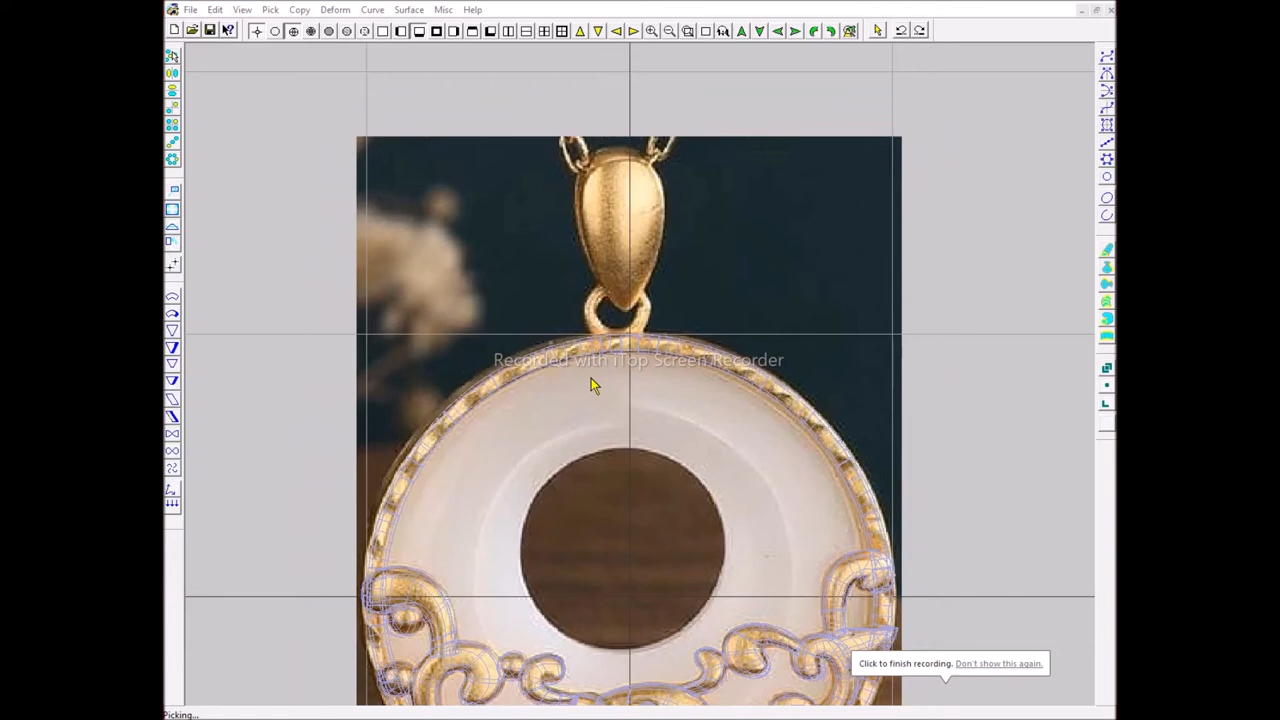 File Edit View Pick Copy Deform Curve Surface Misc Help
Recorded with iTop Screen Recorder
Click to finish recording. Don't show this again.
Picking...